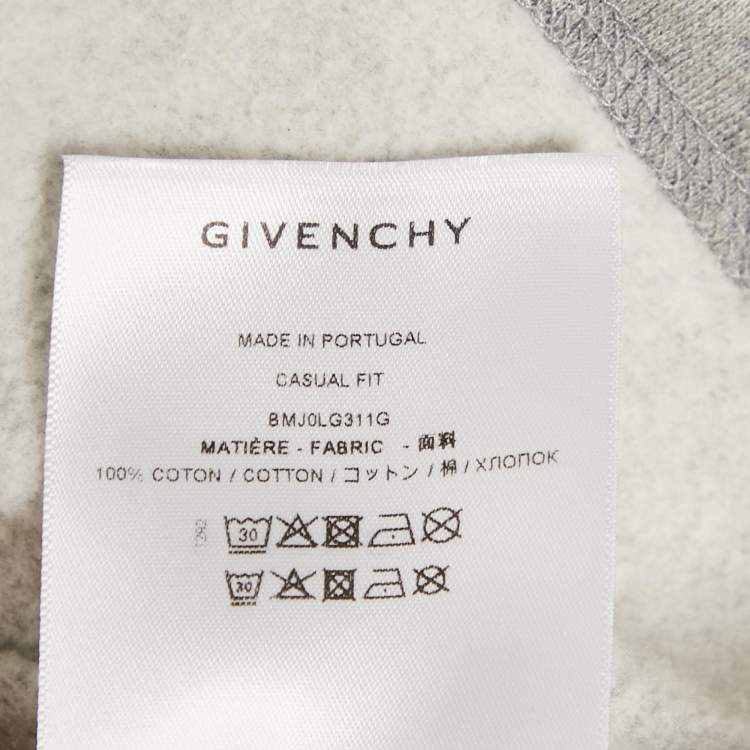 GIVENCHY
MADE IN PORTUGAL
CASUAL FIT
BMJ0LG311G
MATIÈRE - FABRIC - 面料
100% COTON / COTTON / コットン / 棉 / ХЛОПОК
30
30